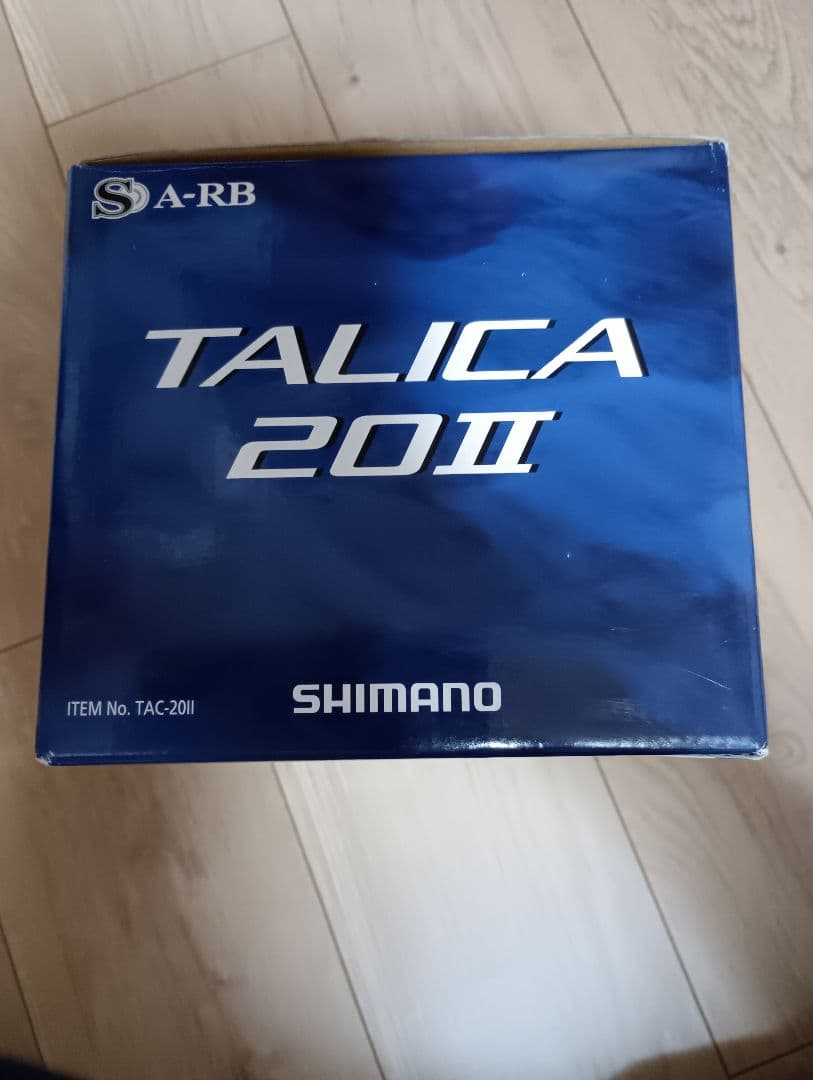 S A-RB
TALICA
20II
ITEM No. TAC-20II
SHIMANO